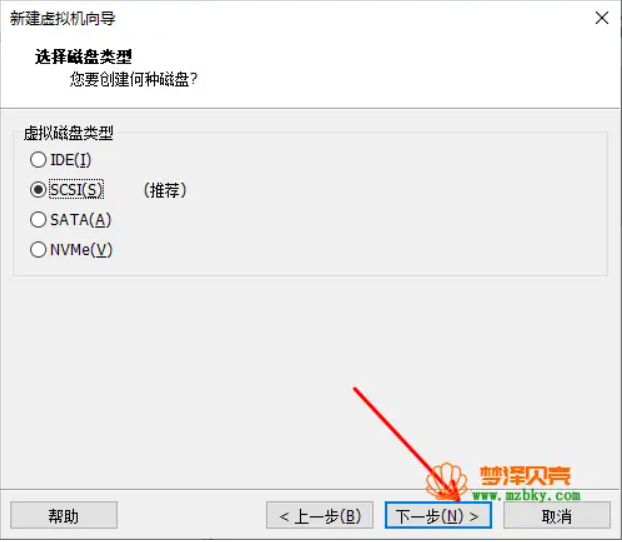 新建虚拟机向导
选择磁盘类型
您要创建何种磁盘?
虚拟磁盘类型
IDE(I)
SCSI(S) (推荐)
SATA(A)
NVMe(V)
梦泽贝壳
www.mzbky.com
帮助 < 上一步(B) 下一步(N) > 取消